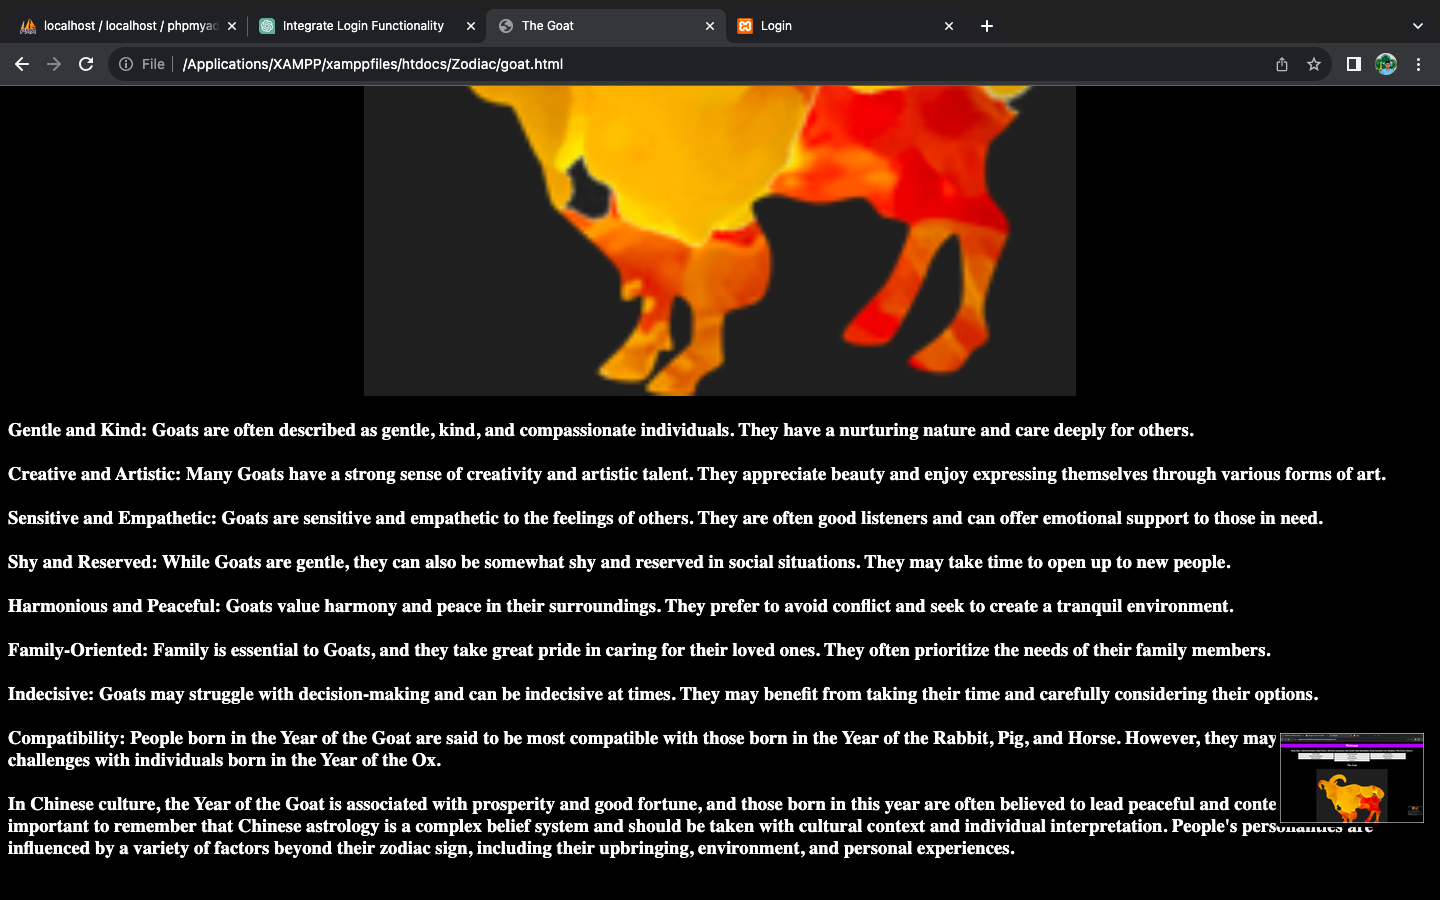 localhost / localhost / phpmyad
Integrate Login Functionality
The Goat
Login
File
/Applications/XAMPP/xamppfiles/htdocs/Zodiac/goat.html
Gentle and Kind: Goats are often described as gentle, kind, and compassionate individuals. They have a nurturing nature and care deeply for others.
Creative and Artistic: Many Goats have a strong sense of creativity and artistic talent. They appreciate beauty and enjoy expressing themselves through various forms of art.
Sensitive and Empathetic: Goats are sensitive and empathetic to the feelings of others. They are often good listeners and can offer emotional support to those in need.
Shy and Reserved: While Goats are gentle, they can also be somewhat shy and reserved in social situations. They may take time to open up to new people.
Harmonious and Peaceful: Goats value harmony and peace in their surroundings. They prefer to avoid conflict and seek to create a tranquil environment.
Family-Oriented: Family is essential to Goats, and they take great pride in caring for their loved ones. They often prioritize the needs of their family members.
Indecisive: Goats may struggle with decision-making and can be indecisive at times. They may benefit from taking their time and carefully considering their options.
Compatibility: People born in the Year of the Goat are said to be most compatible with those born in the Year of the Rabbit, Pig, and Horse. However, they may
challenges with individuals born in the Year of the Ox.
In Chinese culture, the Year of the Goat is associated with prosperity and good fortune, and those born in this year are often believed to lead peaceful and conte
important to remember that Chinese astrology is a complex belief system and should be taken with cultural context and individual interpretation. People's personalities are
influenced by a variety of factors beyond their zodiac sign, including their upbringing, environment, and personal experiences.